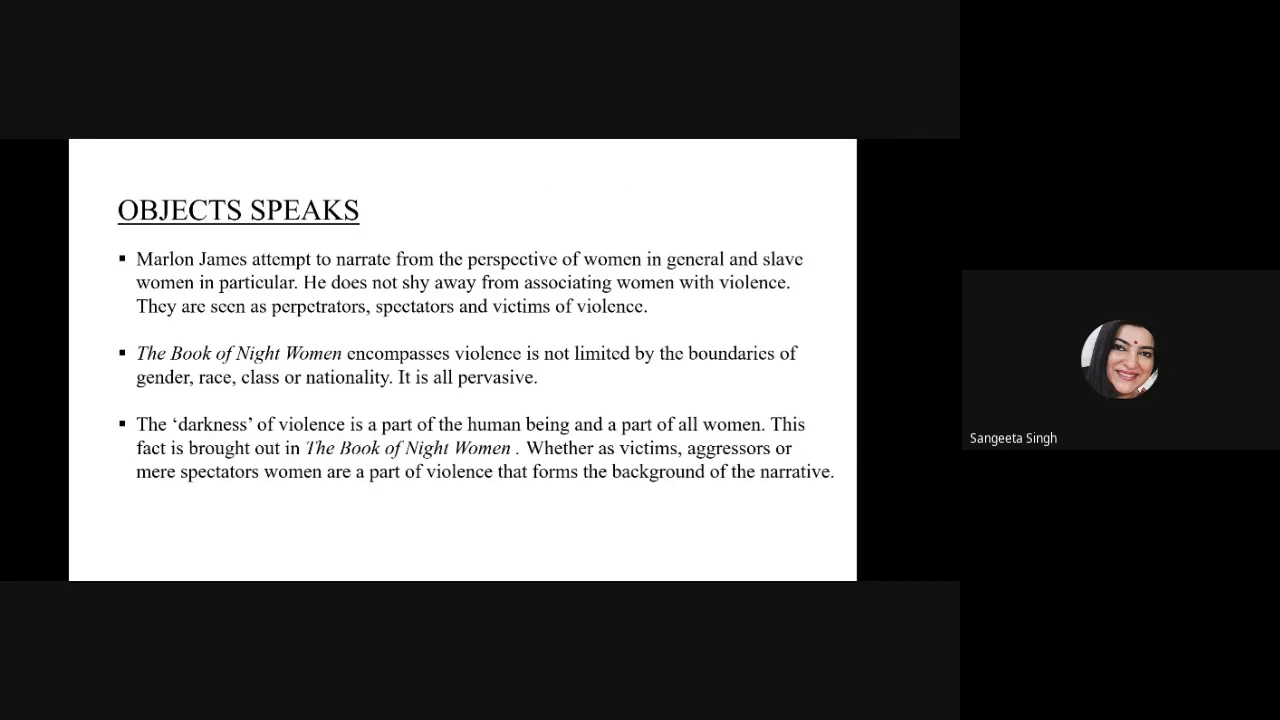 OBJECTS SPEAKS
▪ Marlon James attempt to narrate from the perspective of women in general and slave
women in particular. He does not shy away from associating women with violence.
They are seen as perpetrators, spectators and victims of violence.
▪ The Book of Night Women encompasses violence is not limited by the boundaries of
gender, race, class or nationality. It is all pervasive.
▪ The ‘darkness’ of violence is a part of the human being and a part of all women. This
fact is brought out in The Book of Night Women . Whether as victims, aggressors or
mere spectators women are a part of violence that forms the background of the narrative.
Sangeeta Singh